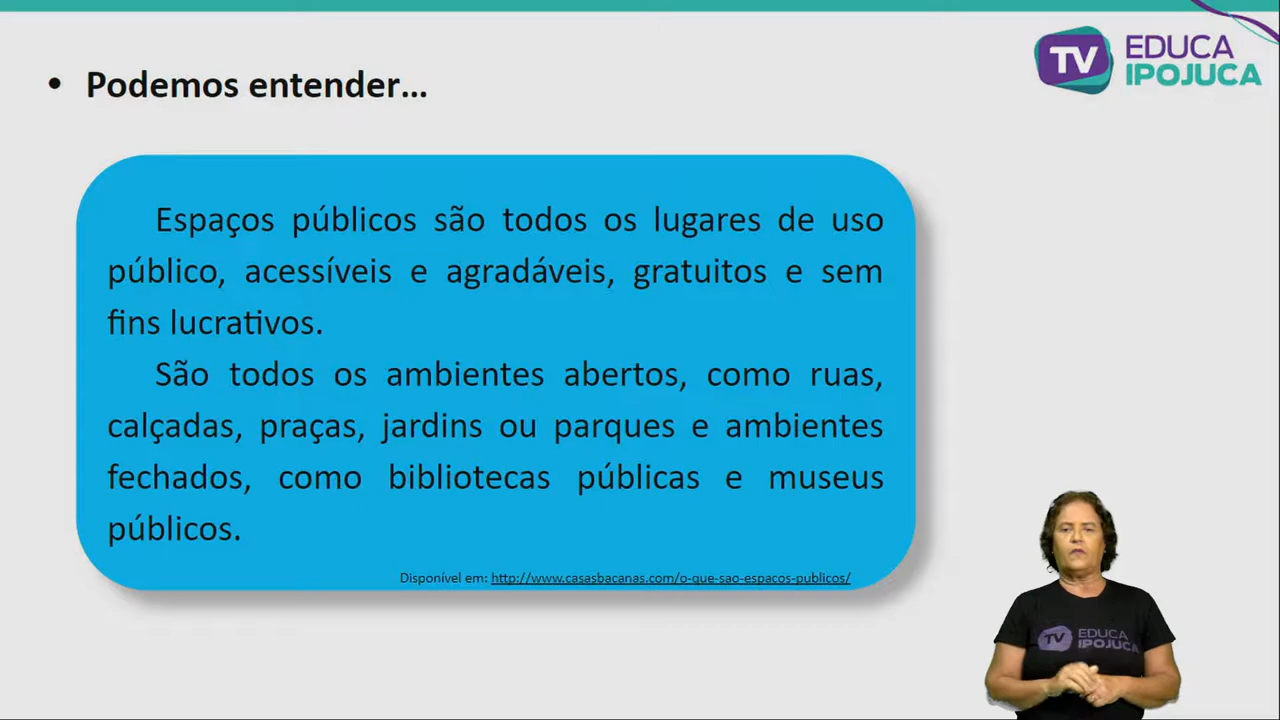 TV EDUCA
IPOJUCA
• Podemos entender...
Espaços públicos são todos os lugares de uso
público, acessíveis e agradáveis, gratuitos e sem
fins lucrativos.
São todos os ambientes abertos, como ruas,
calçadas, praças, jardins ou parques e ambientes
fechados, como bibliotecas públicas e museus
públicos.
Disponível em: http://www.casasbacanas.com/o-que-sao-espacos-publicos/
TV EDUCA
IPOJUCA